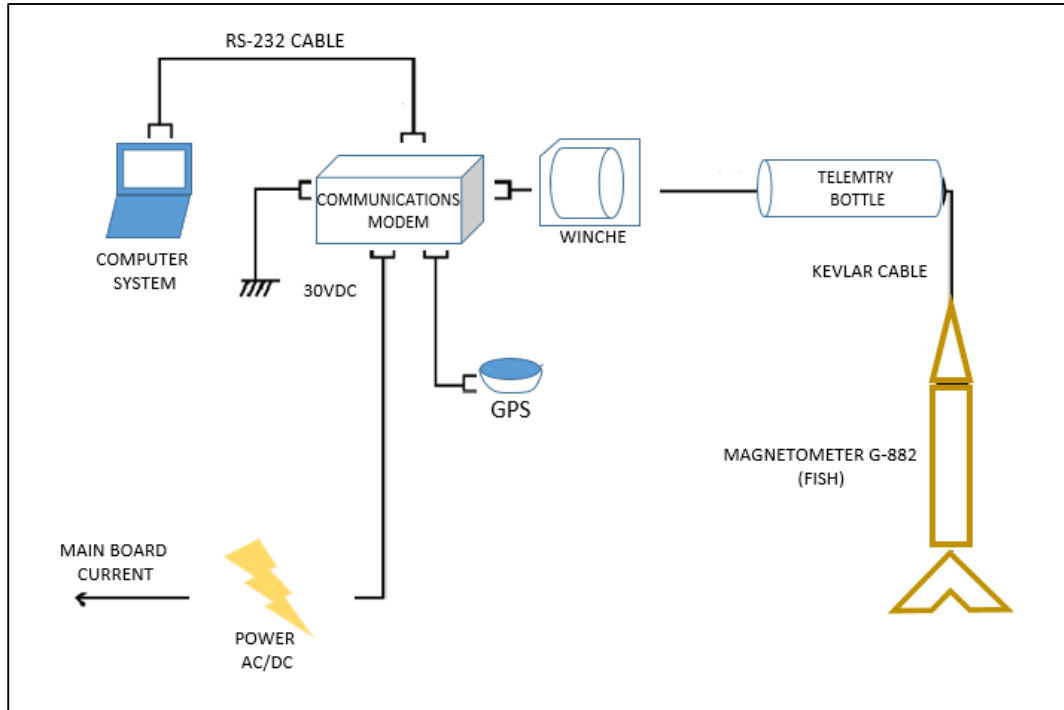 RS-232 CABLE
COMPUTER
SYSTEM
COMMUNICATIONS
MODEM
30VDC
WINCHE
TELEMTRY
BOTTLE
KEVLAR CABLE
GPS
MAGNETOMETER G-882
(FISH)
MAIN BOARD
CURRENT
POWER
AC/DC